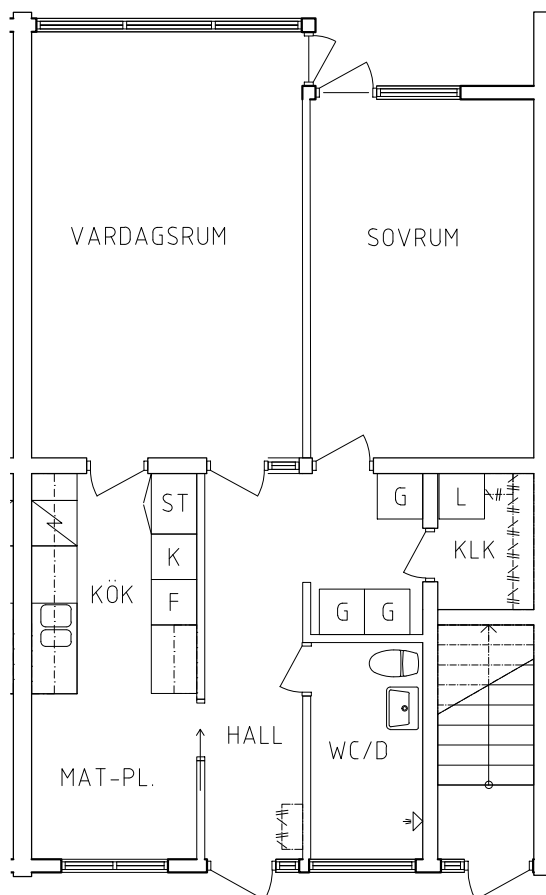 VARDAGSRUM
SOVRUM
ST
G
L
K
KLK
KÖK
F
G
G
HALL
WC/D
MAT-PL.